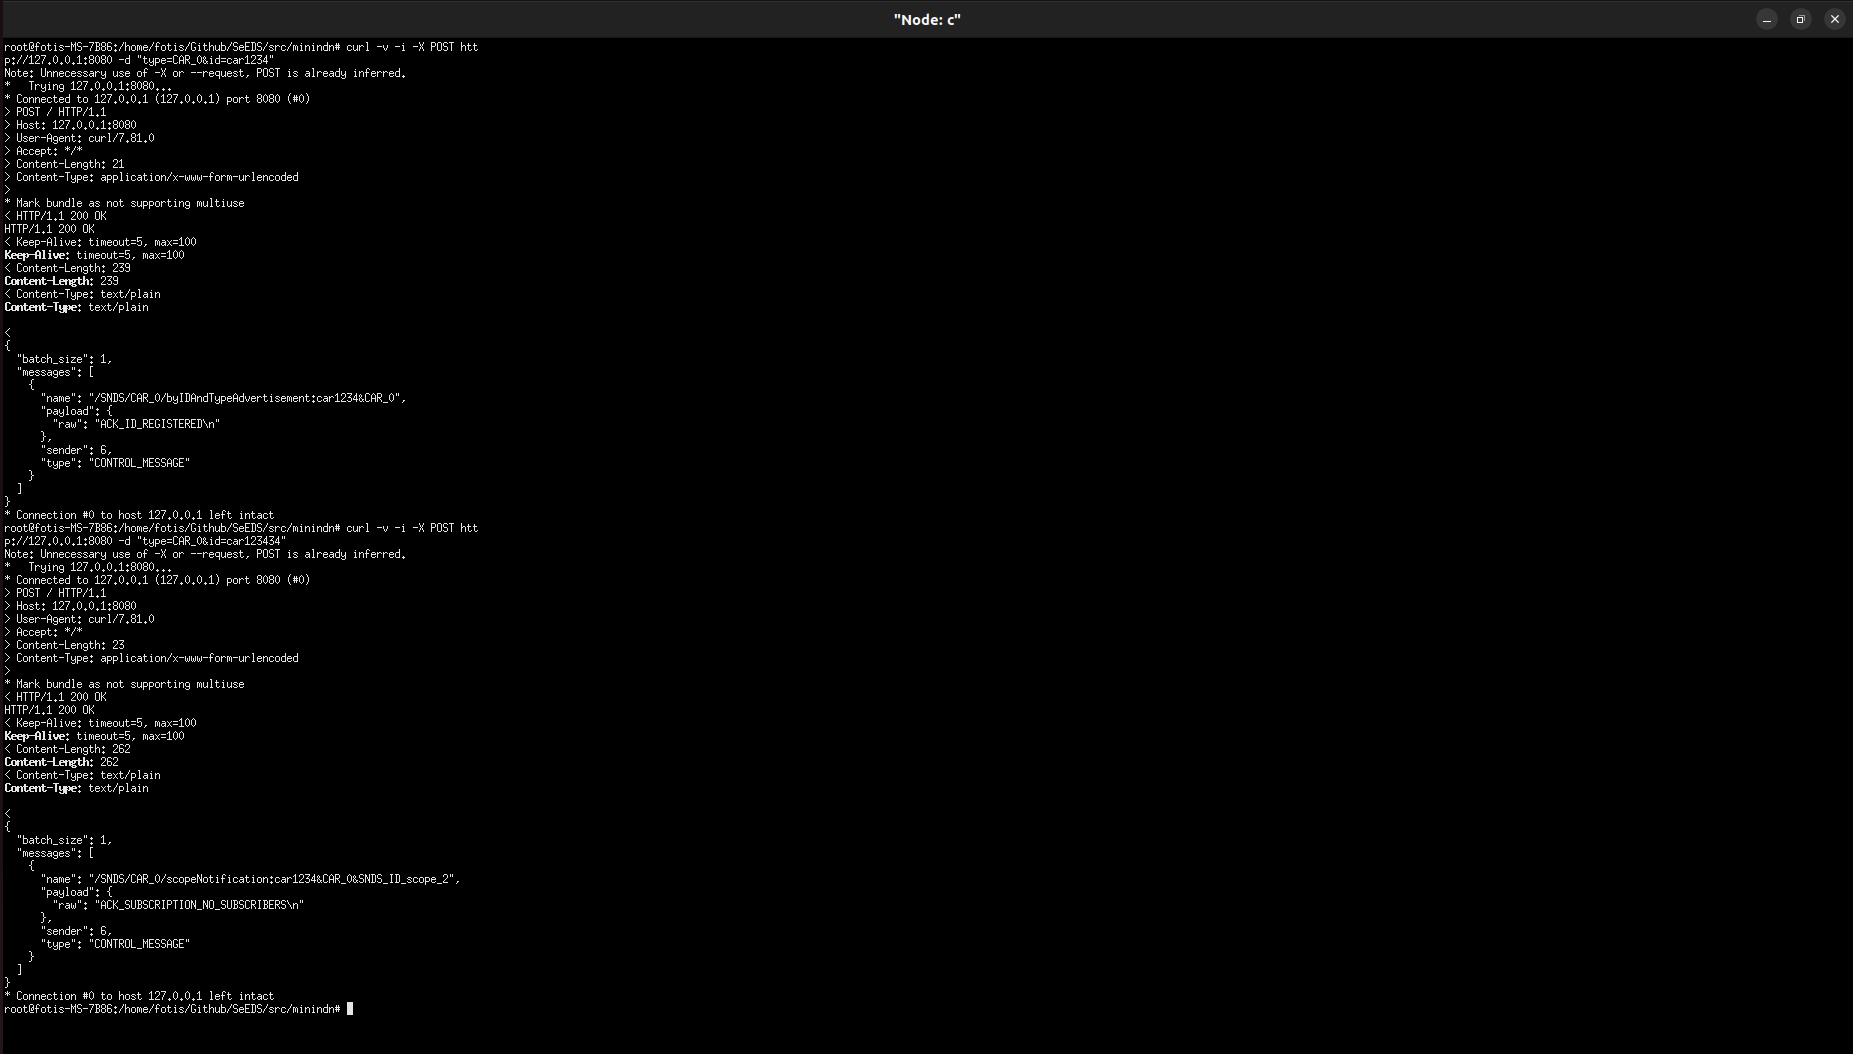 "Node: c"
root@fotis-MS-7B86:/home/fotis/Github/SeEDS/src/minindn# curl -v -i -X POST htt
p://127.0.0.1:8080 -d "type=CAR_0&id=car1234"
Note: Unnecessary use of -X or --request, POST is already inferred.
*   Trying 127.0.0.1:8080...
* Connected to 127.0.0.1 (127.0.0.1) port 8080 (#0)
> POST / HTTP/1.1
> Host: 127.0.0.1:8080
> User-Agent: curl/7.81.0
> Accept: */*
> Content-Length: 21
> Content-Type: application/x-www-form-urlencoded
>
* Mark bundle as not supporting multiuse
< HTTP/1.1 200 OK
HTTP/1.1 200 OK
< Keep-Alive: timeout=5, max=100
Keep-Alive: timeout=5, max=100
< Content-Length: 239
Content-Length: 239
< Content-Type: text/plain
Content-Type: text/plain

<
{
  "batch_size": 1,
  "messages": [
    {
      "name": "/SNDS/CAR_0/byIDAndTypeAdvertisement:car1234&CAR_0",
      "payload": {
        "raw": "ACK_ID_REGISTERED\n"
      },
      "sender": 6,
      "type": "CONTROL_MESSAGE"
    }
  ]
}
* Connection #0 to host 127.0.0.1 left intact
root@fotis-MS-7B86:/home/fotis/Github/SeEDS/src/minindn# curl -v -i -X POST htt
p://127.0.0.1:8080 -d "type=CAR_0&id=car123434"
Note: Unnecessary use of -X or --request, POST is already inferred.
*   Trying 127.0.0.1:8080...
* Connected to 127.0.0.1 (127.0.0.1) port 8080 (#0)
> POST / HTTP/1.1
> Host: 127.0.0.1:8080
> User-Agent: curl/7.81.0
> Accept: */*
> Content-Length: 23
> Content-Type: application/x-www-form-urlencoded
>
* Mark bundle as not supporting multiuse
< HTTP/1.1 200 OK
HTTP/1.1 200 OK
< Keep-Alive: timeout=5, max=100
Keep-Alive: timeout=5, max=100
< Content-Length: 262
Content-Length: 262
< Content-Type: text/plain
Content-Type: text/plain

<
{
  "batch_size": 1,
  "messages": [
    {
      "name": "/SNDS/CAR_0/scopeNotification:car1234&CAR_0&SNDS_ID_scope_2",
      "payload": {
        "raw": "ACK_SUBSCRIPTION_NO_SUBSCRIBERS\n"
      },
      "sender": 6,
      "type": "CONTROL_MESSAGE"
    }
  ]
}
* Connection #0 to host 127.0.0.1 left intact
root@fotis-MS-7B86:/home/fotis/Github/SeEDS/src/minindn#